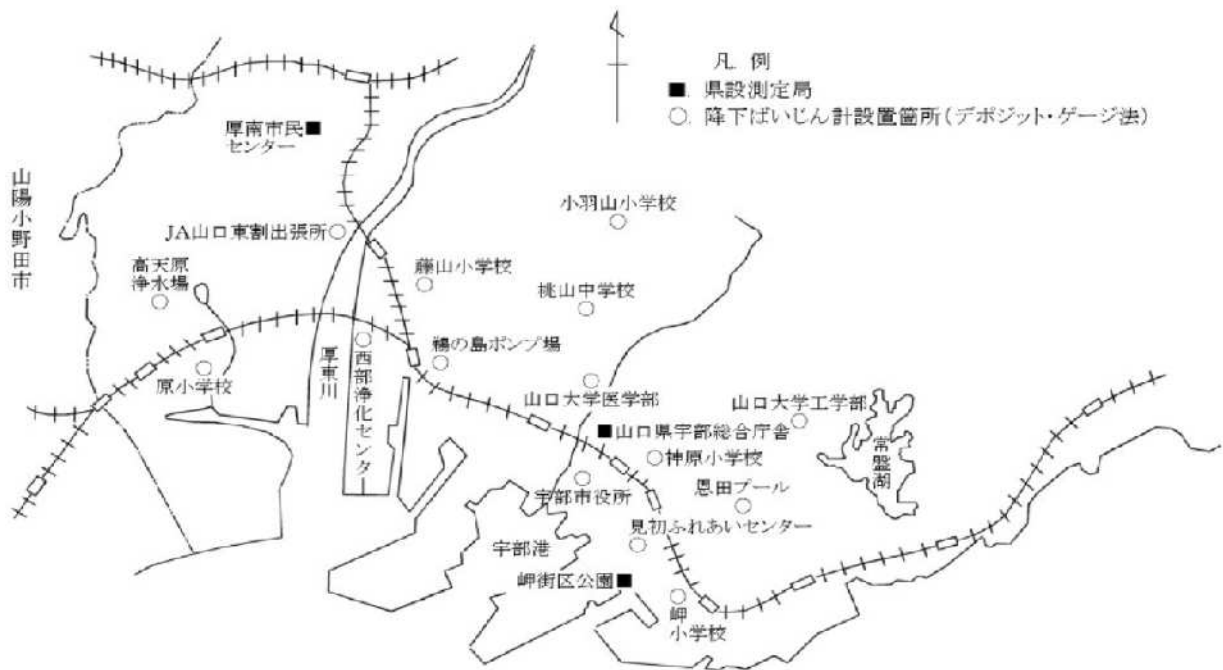 凡 例
■ 県設測定局
○ 降下ばいじん計設置箇所(デポジット・ゲージ法)
厚南市民
センター
山陽小野田市
小羽山小学校
JA山口東割出張所
高天原
浄水場
藤山小学校
桃山中学校
鵜の島ポンプ場
厚東川
西部浄化センター
原小学校
山口大学医学部
山口大学工学部
山口県宇部総合庁舎
常盤湖
神原小学校
宇部市役所
恩田プール
見初ふれあいセンター
宇部港
岬街区公園
岬
小学校